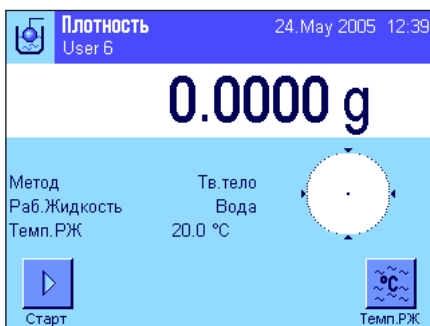 Плотность 24.May 2005 12:39
User 6
0.0000 g
Метод Тв.тело
Раб.Жидкость Вода
Темп.РЖ 20.0 °C
°C
Старт Темп.РЖ